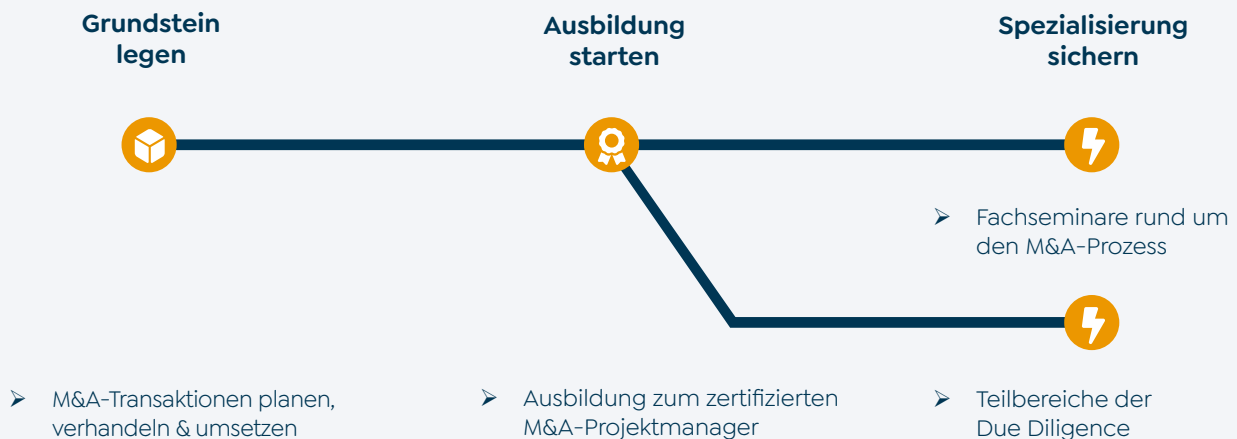 Grundstein
legen
Ausbildung
starten
Spezialisierung
sichern
➢ Fachseminare rund um
den M&A-Prozess
➢ M&A-Transaktionen planen,
verhandeln & umsetzen
➢ Ausbildung zum zertifizierten
M&A-Projektmanager
➢ Teilbereiche der
Due Diligence